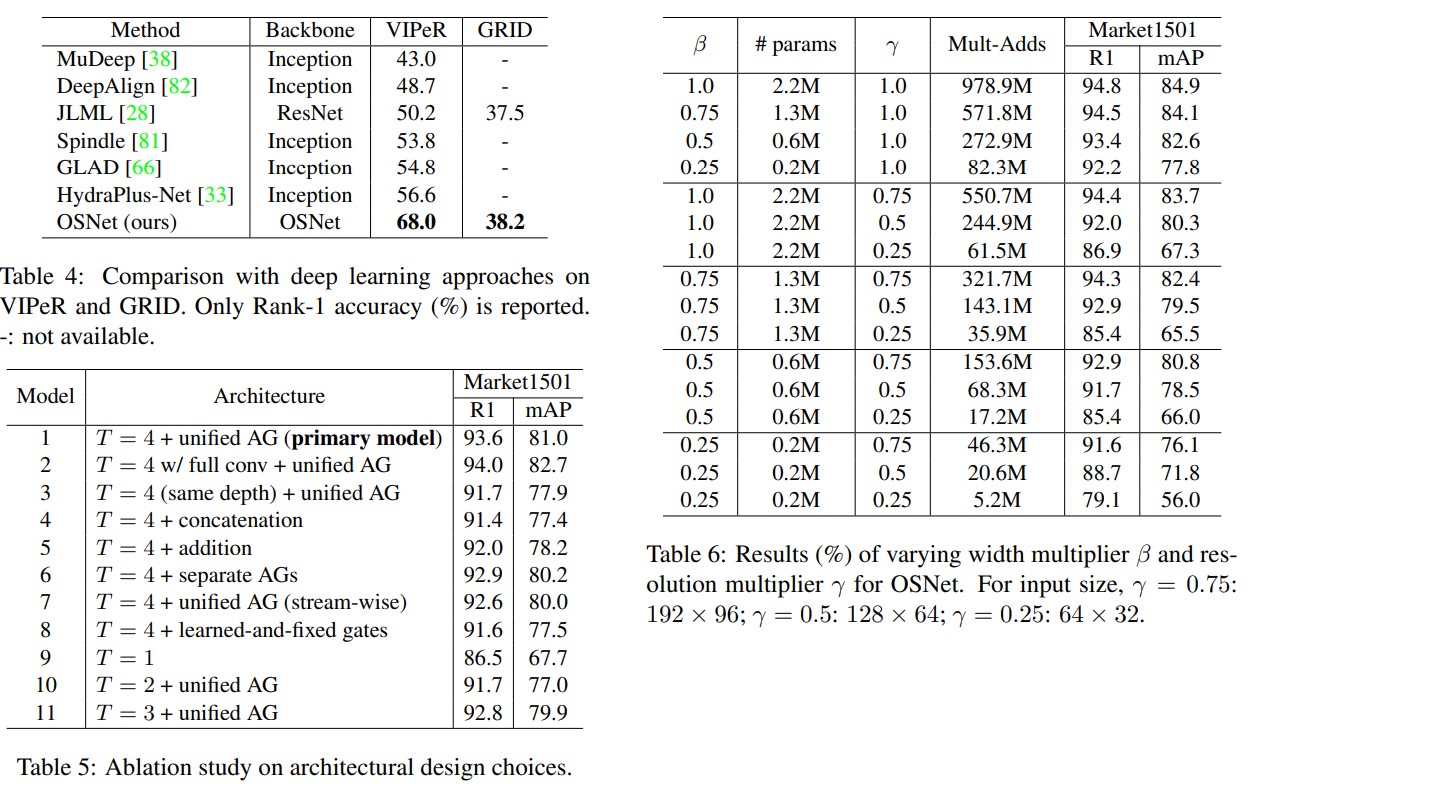 Method Backbone VIPeR GRID
MuDeep [38] Inception 43.0 -
DeepAlign [82] Inception 48.7 -
JLML [28] ResNet 50.2 37.5
Spindle [81] Inception 53.8 -
GLAD [66] Inception 54.8 -
HydraPlus-Net [33] Inception 56.6 -
OSNet (ours) OSNet 68.0 38.2
Table 4: Comparison with deep learning approaches on
VIPeR and GRID. Only Rank-1 accuracy (%) is reported.
-: not available.
Model Architecture Market1501
R1 mAP
1 T = 4 + unified AG (primary model) 93.6 81.0
2 T = 4 w/ full conv + unified AG 94.0 82.7
3 T = 4 (same depth) + unified AG 91.7 77.9
4 T = 4 + concatenation 91.4 77.4
5 T = 4 + addition 92.0 78.2
6 T = 4 + separate AGs 92.9 80.2
7 T = 4 + unified AG (stream-wise) 92.6 80.0
8 T = 4 + learned-and-fixed gates 91.6 77.5
9 T = 1 86.5 67.7
10 T = 2 + unified AG 91.7 77.0
11 T = 3 + unified AG 92.8 79.9
Table 5: Ablation study on architectural design choices.
β # params γ Mult-Adds Market1501
R1 mAP
1.0 2.2M 1.0 978.9M 94.8 84.9
0.75 1.3M 1.0 571.8M 94.5 84.1
0.5 0.6M 1.0 272.9M 93.4 82.6
0.25 0.2M 1.0 82.3M 92.2 77.8
1.0 2.2M 0.75 550.7M 94.4 83.7
1.0 2.2M 0.5 244.9M 92.0 80.3
1.0 2.2M 0.25 61.5M 86.9 67.3
0.75 1.3M 0.75 321.7M 94.3 82.4
0.75 1.3M 0.5 143.1M 92.9 79.5
0.75 1.3M 0.25 35.9M 85.4 65.5
0.5 0.6M 0.75 153.6M 92.9 80.8
0.5 0.6M 0.5 68.3M 91.7 78.5
0.5 0.6M 0.25 17.2M 85.4 66.0
0.25 0.2M 0.75 46.3M 91.6 76.1
0.25 0.2M 0.5 20.6M 88.7 71.8
0.25 0.2M 0.25 5.2M 79.1 56.0
Table 6: Results (%) of varying width multiplier β and res-
olution multiplier γ for OSNet. For input size, γ = 0.75:
192 × 96; γ = 0.5: 128 × 64; γ = 0.25: 64 × 32.